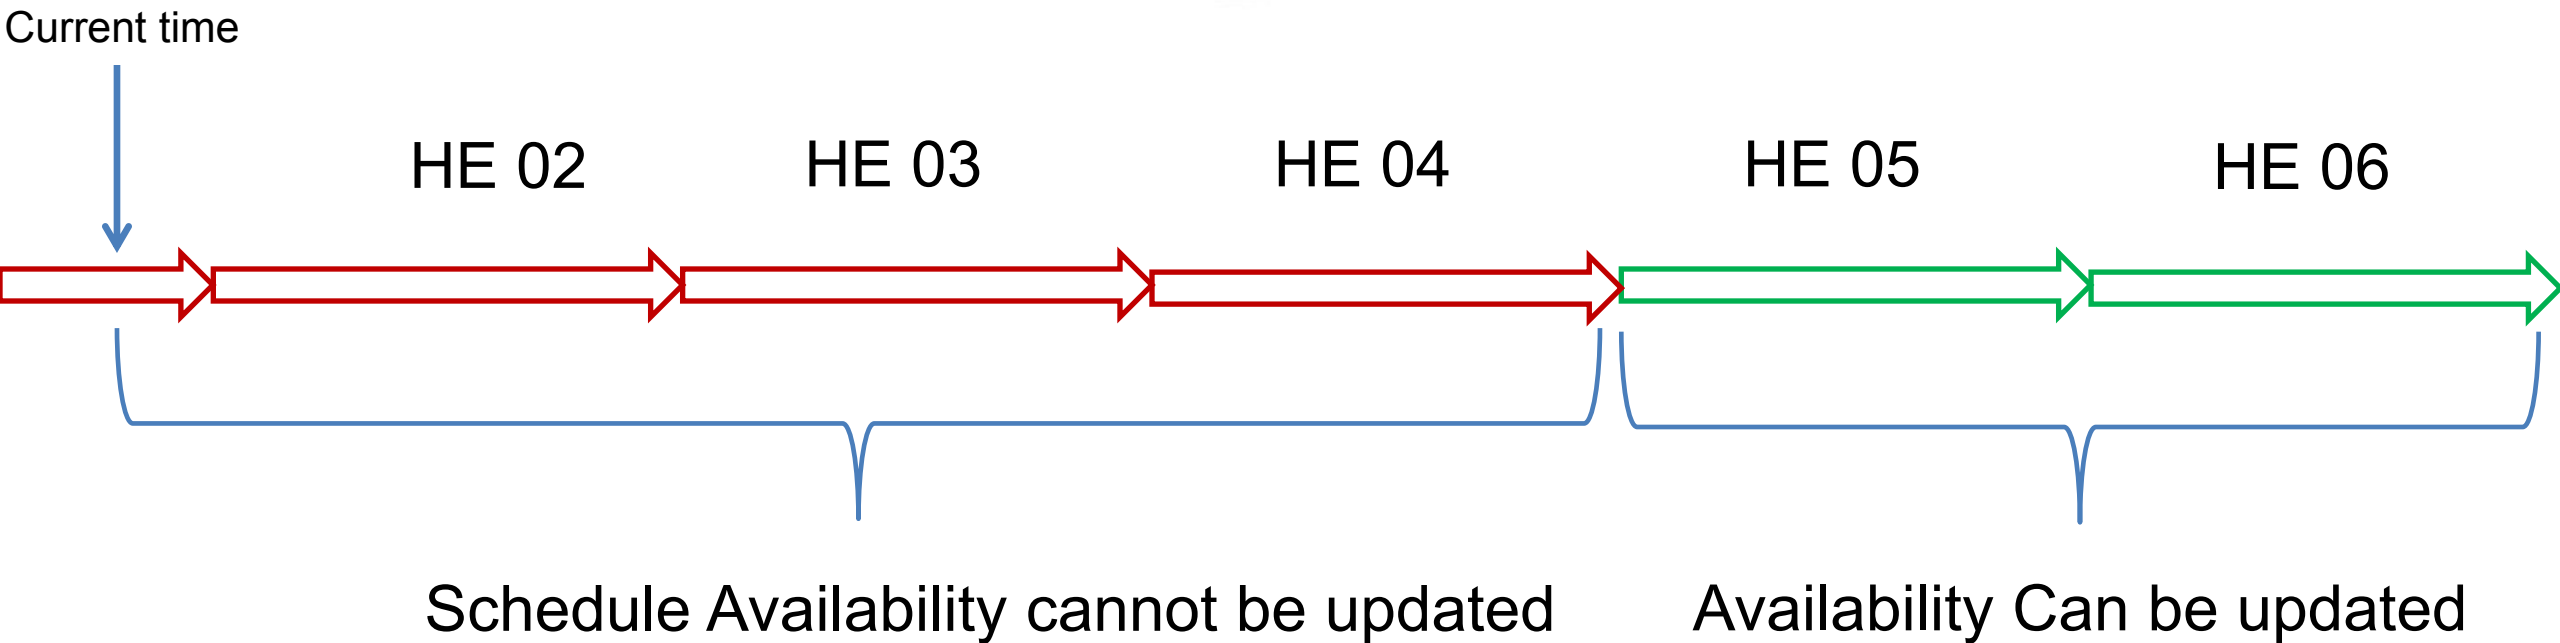 Current time
HE 02
HE 03
HE 04
HE 05
HE 06
Schedule Availability cannot be updated
Availability Can be updated